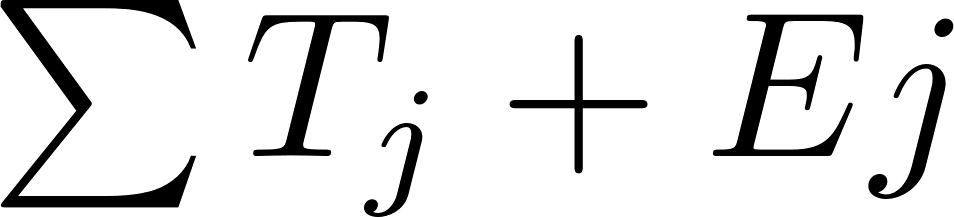 ∑ T_j + Ej